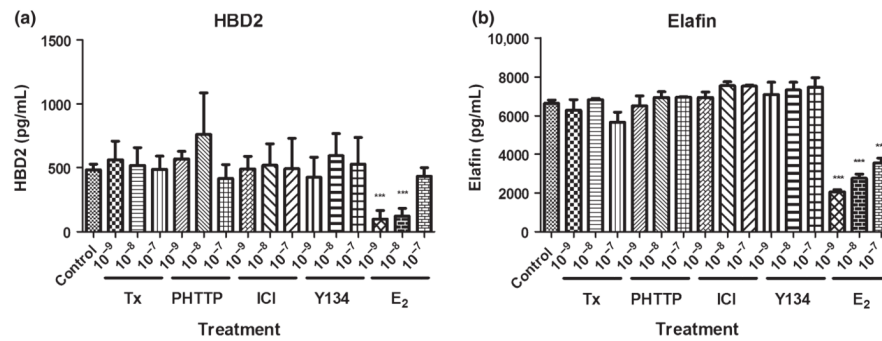 (a)
HBD2
HBD2 (pg/mL)
1500
1000
500
0
*** ***
Control 10⁻⁹ 10⁻⁸ 10⁻⁷ 10⁻⁹ 10⁻⁸ 10⁻⁷ 10⁻⁹ 10⁻⁸ 10⁻⁷ 10⁻⁹ 10⁻⁸ 10⁻⁷ 10⁻⁹ 10⁻⁸ 10⁻⁷
Tx PHTTP ICI Y134 E₂
Treatment
(b)
Elafin
Elafin (pg/mL)
10,000
8000
6000
4000
2000
0
*** *** **
Control 10⁻⁹ 10⁻⁸ 10⁻⁷ 10⁻⁹ 10⁻⁸ 10⁻⁷ 10⁻⁹ 10⁻⁸ 10⁻⁷ 10⁻⁹ 10⁻⁸ 10⁻⁷ 10⁻⁹ 10⁻⁸ 10⁻⁷
Tx PHTTP ICI Y134 E₂
Treatment